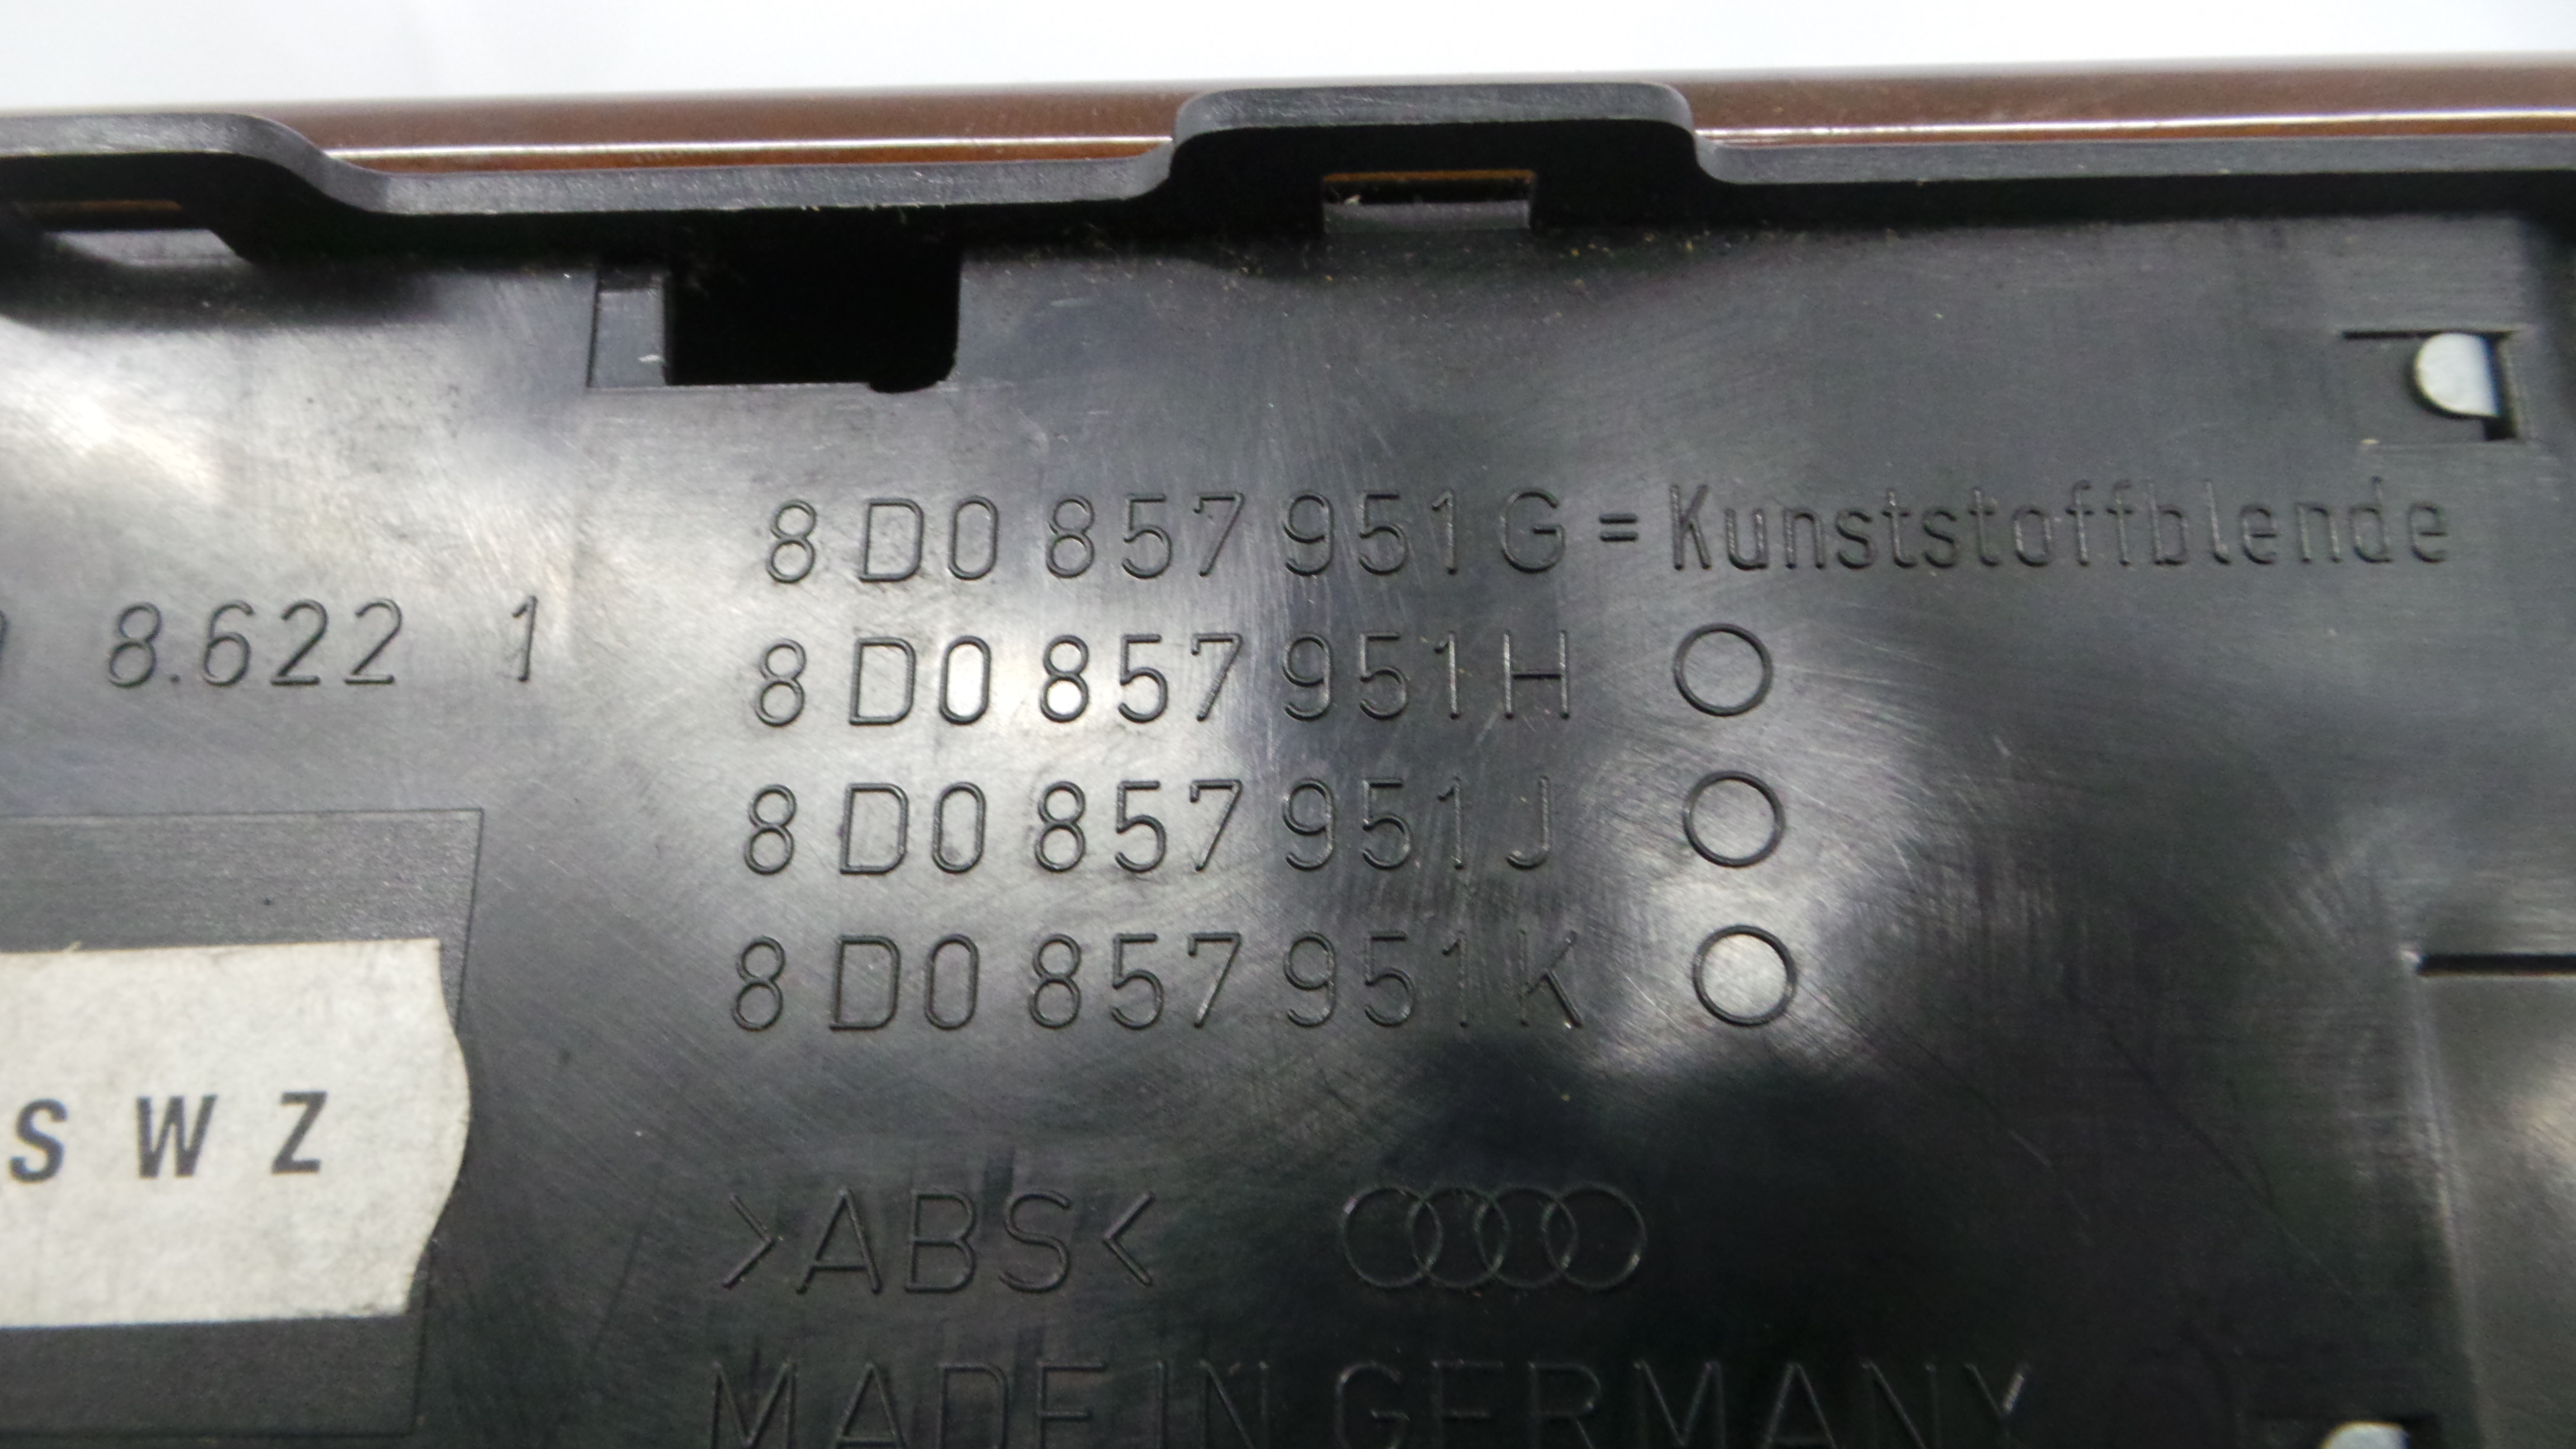 8D0 857 951 G = Kunststoffblende
8.622 1
8D0 857 951 H
8D0 857 951 J
8D0 857 951 K
S W Z
>ABS<
MADE IN GERMANY